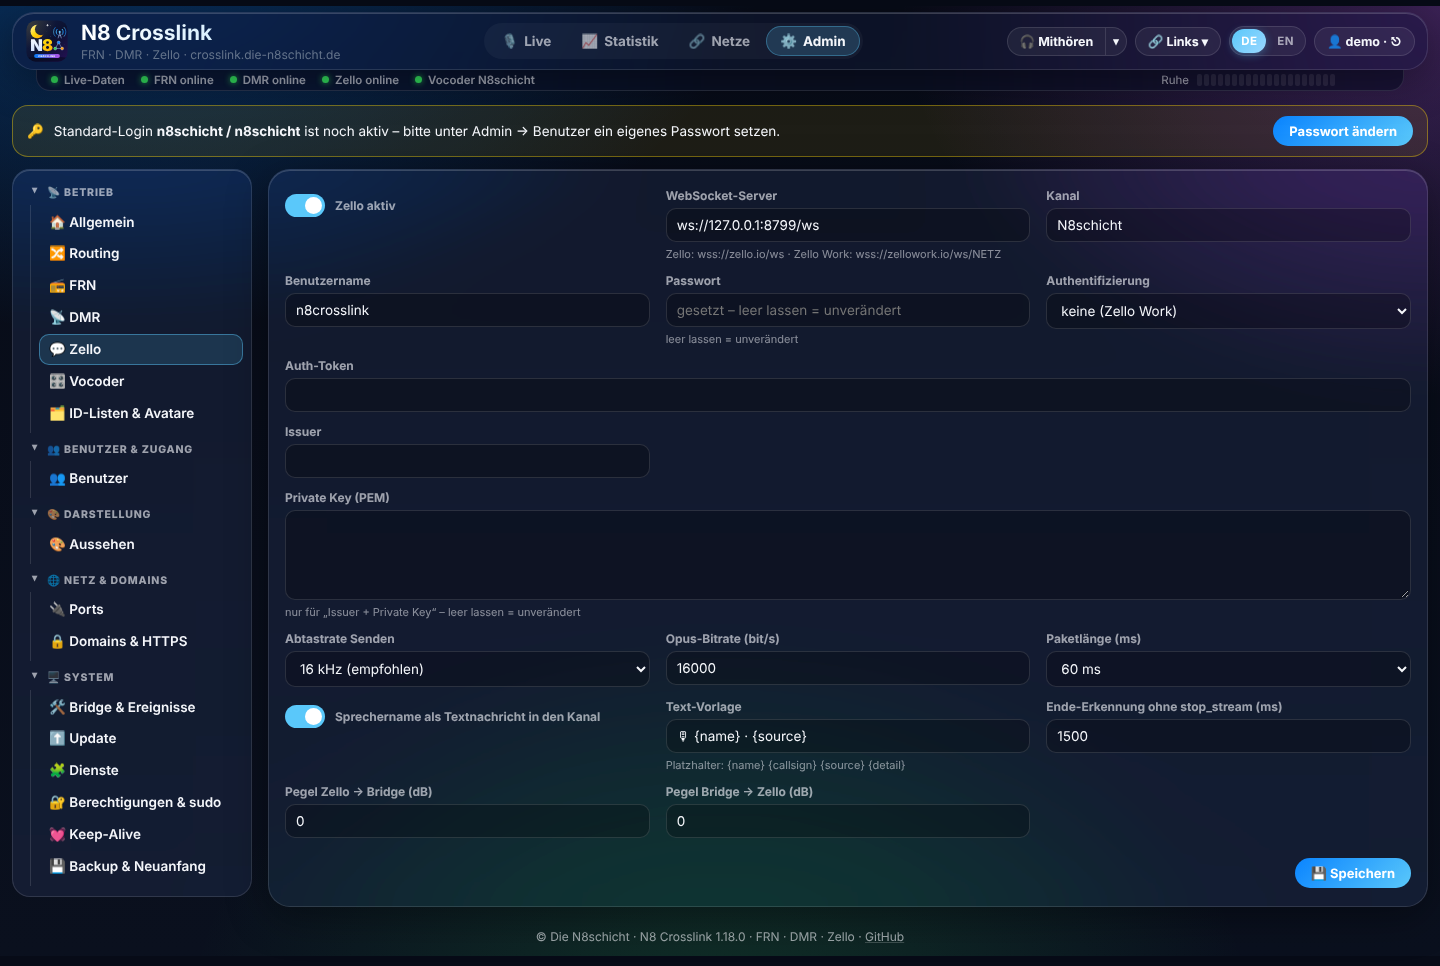 N8 Crosslink
FRN · DMR · Zello · crosslink.die-n8schicht.de
🎙️ Live
📈 Statistik
🔗 Netze
⚙️ Admin
🎧 Mithören ▾
🔗 Links ▾
DE EN
👤 demo · ⎋
Live-Daten
FRN online
DMR online
Zello online
Vocoder N8schicht
Ruhe
🔑 Standard-Login n8schicht / n8schicht ist noch aktiv – bitte unter Admin → Benutzer ein eigenes Passwort setzen.
Passwort ändern
▾ 📡 BETRIEB
🏠 Allgemein
🔀 Routing
📻 FRN
📡 DMR
💬 Zello
🎛️ Vocoder
🗂️ ID-Listen & Avatare
▾ 👥 BENUTZER & ZUGANG
👥 Benutzer
▾ 🎨 DARSTELLUNG
🎨 Aussehen
▾ 🌐 NETZ & DOMAINS
🔌 Ports
🔒 Domains & HTTPS
▾ 🖥️ SYSTEM
🛠️ Bridge & Ereignisse
⬆️ Update
🧩 Dienste
🔐 Berechtigungen & sudo
💓 Keep-Alive
💾 Backup & Neuanfang
Zello aktiv
WebSocket-Server
ws://127.0.0.1:8799/ws
Zello: wss://zello.io/ws · Zello Work: wss://zellowork.io/ws/NETZ
Kanal
N8schicht
Benutzername
n8crosslink
Passwort
gesetzt – leer lassen = unverändert
leer lassen = unverändert
Authentifizierung
keine (Zello Work)
Auth-Token
Issuer
Private Key (PEM)
nur für „Issuer + Private Key“ – leer lassen = unverändert
Abtastrate Senden
16 kHz (empfohlen)
Opus-Bitrate (bit/s)
16000
Paketlänge (ms)
60 ms
Sprechername als Textnachricht in den Kanal
Text-Vorlage
🎙 {name} · {source}
Platzhalter: {name} {callsign} {source} {detail}
Ende-Erkennung ohne stop_stream (ms)
1500
Pegel Zello → Bridge (dB)
0
Pegel Bridge → Zello (dB)
0
💾 Speichern
© Die N8schicht · N8 Crosslink 1.18.0 · FRN · DMR · Zello · GitHub